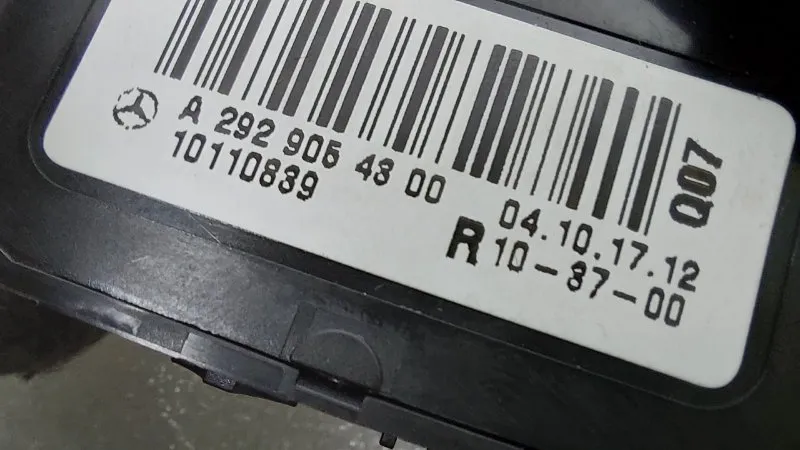 A 292 905 43 00
10110839
04.10.17.12
R 10-37-00
Q07